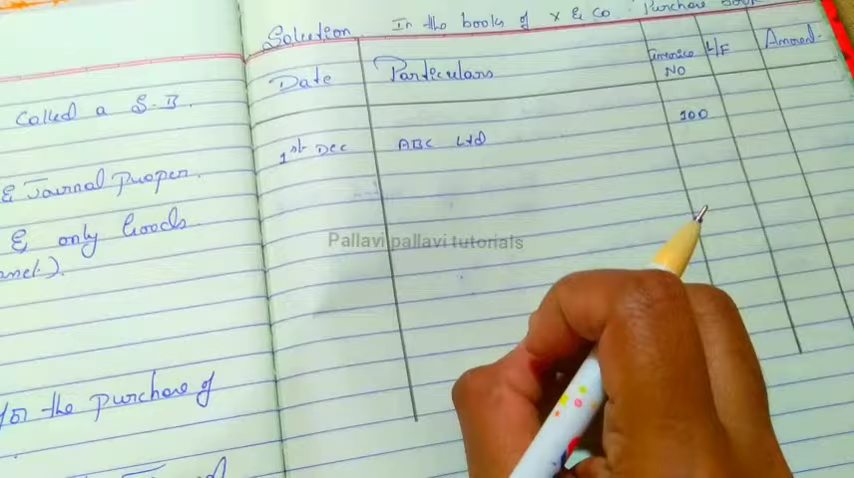 Called a S.B.
& Journal proper.
& only Goods
for the purchase of
Solution In the books of X & Co. Purchase book
Date Particulars Invoice NO L/F Amount.
1st Dec ABC Ltd 100
Pallavi pallavi tutorials